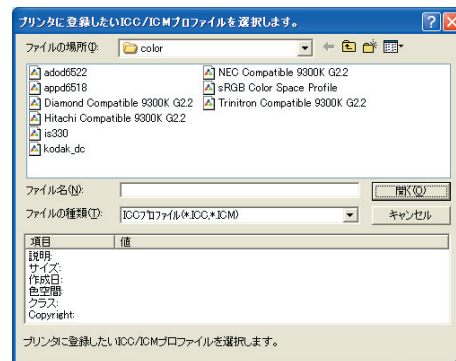 プリンタに登録したいICC/ICMプロファイルを選択します。
ファイルの場所(I):
color
adod6522
appd6518
Diamond Compatible 9300K G2.2
Hitachi Compatible 9300K G2.2
is330
kodak_dc
NEC Compatible 9300K G2.2
sRGB Color Space Profile
Trinitron Compatible 9300K G2.2
ファイル名(N):
開く(O)
ファイルの種類(T):
ICCプロファイル(*.ICC,*.ICM)
キャンセル
項目 値
説明:
サイズ:
作成日:
色空間:
クラス:
Copyright:
プリンタに登録したいICC/ICMプロファイルを選択します。